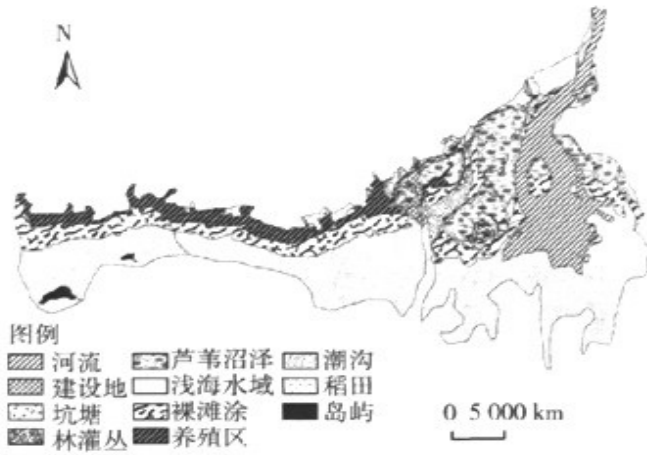 N
图例
河流 芦苇沼泽 潮沟
建设地 浅海水域 稻田
坑塘 裸滩涂 岛屿
林灌丛 养殖区
0 5 000 km